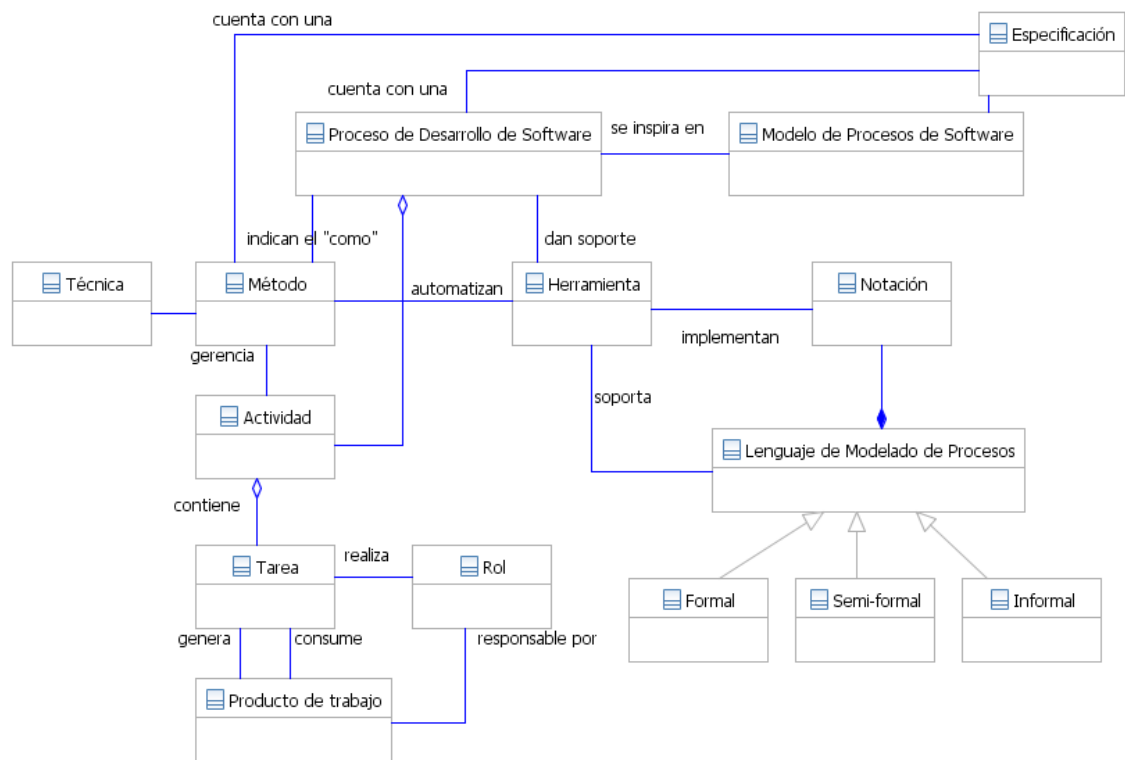 cuenta con una
Especificación
cuenta con una
Proceso de Desarrollo de Software
se inspira en
Modelo de Procesos de Software
indican el "como"
dan soporte
Técnica
Método
automatizan
Herramienta
Notación
implementan
gerencia
soporta
Actividad
Lenguaje de Modelado de Procesos
contiene
Tarea
realiza
Rol
Formal
Semi-formal
Informal
genera
consume
responsable por
Producto de trabajo